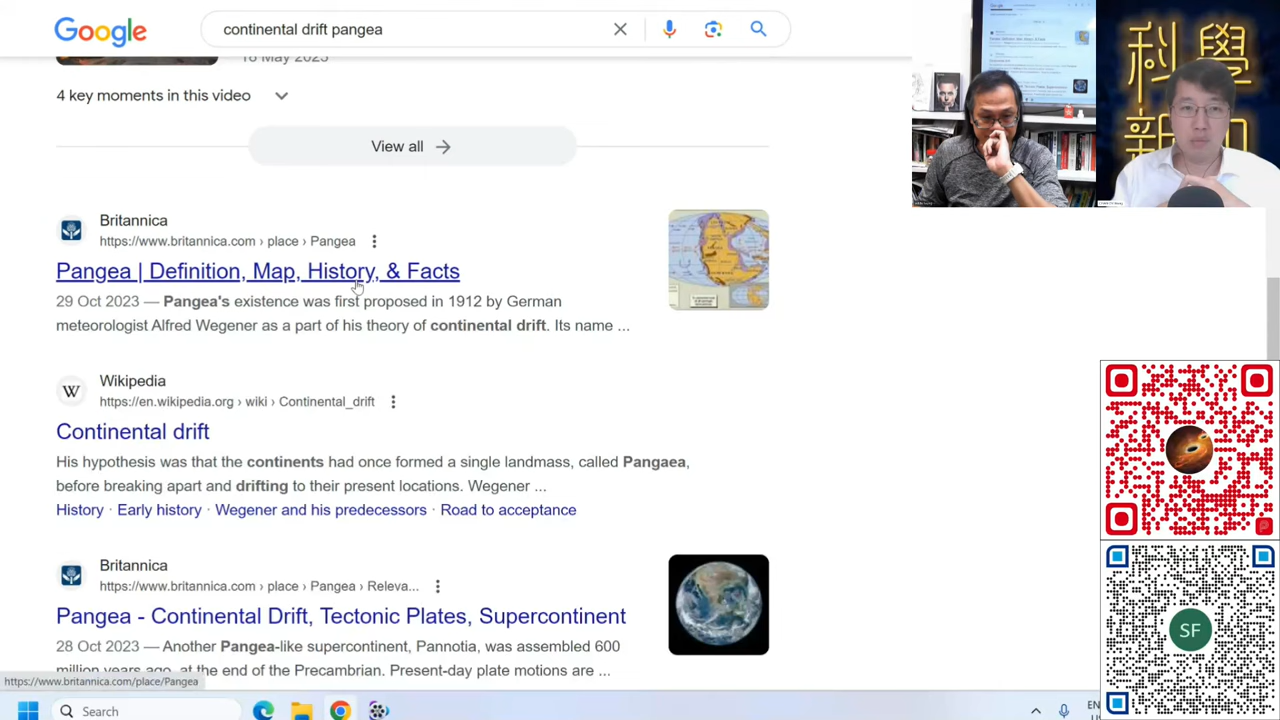 Google
continental drift pangea
18 May 2023
4 key moments in this video
View all
Britannica
https://www.britannica.com › place › Pangea
Pangea | Definition, Map, History, & Facts
29 Oct 2023 — Pangea's existence was first proposed in 1912 by German
meteorologist Alfred Wegener as a part of his theory of continental drift. Its name ...
W
Wikipedia
https://en.wikipedia.org › wiki › Continental_drift
Continental drift
His hypothesis was that the continents had once formed a single landmass, called Pangaea,
before breaking apart and drifting to their present locations. Wegener ...
History · Early history · Wegener and his predecessors · Road to acceptance
Britannica
https://www.britannica.com › place › Pangea › Releva...
Pangea - Continental Drift, Tectonic Plates, Supercontinent
28 Oct 2023 — Another Pangea-like supercontinent, Pannotia, was assembled 600
million years ago, at the end of the Precambrian. Present-day plate motions are ...
https://www.britannica.com/place/Pangea
Search
EN
科學
新
SF